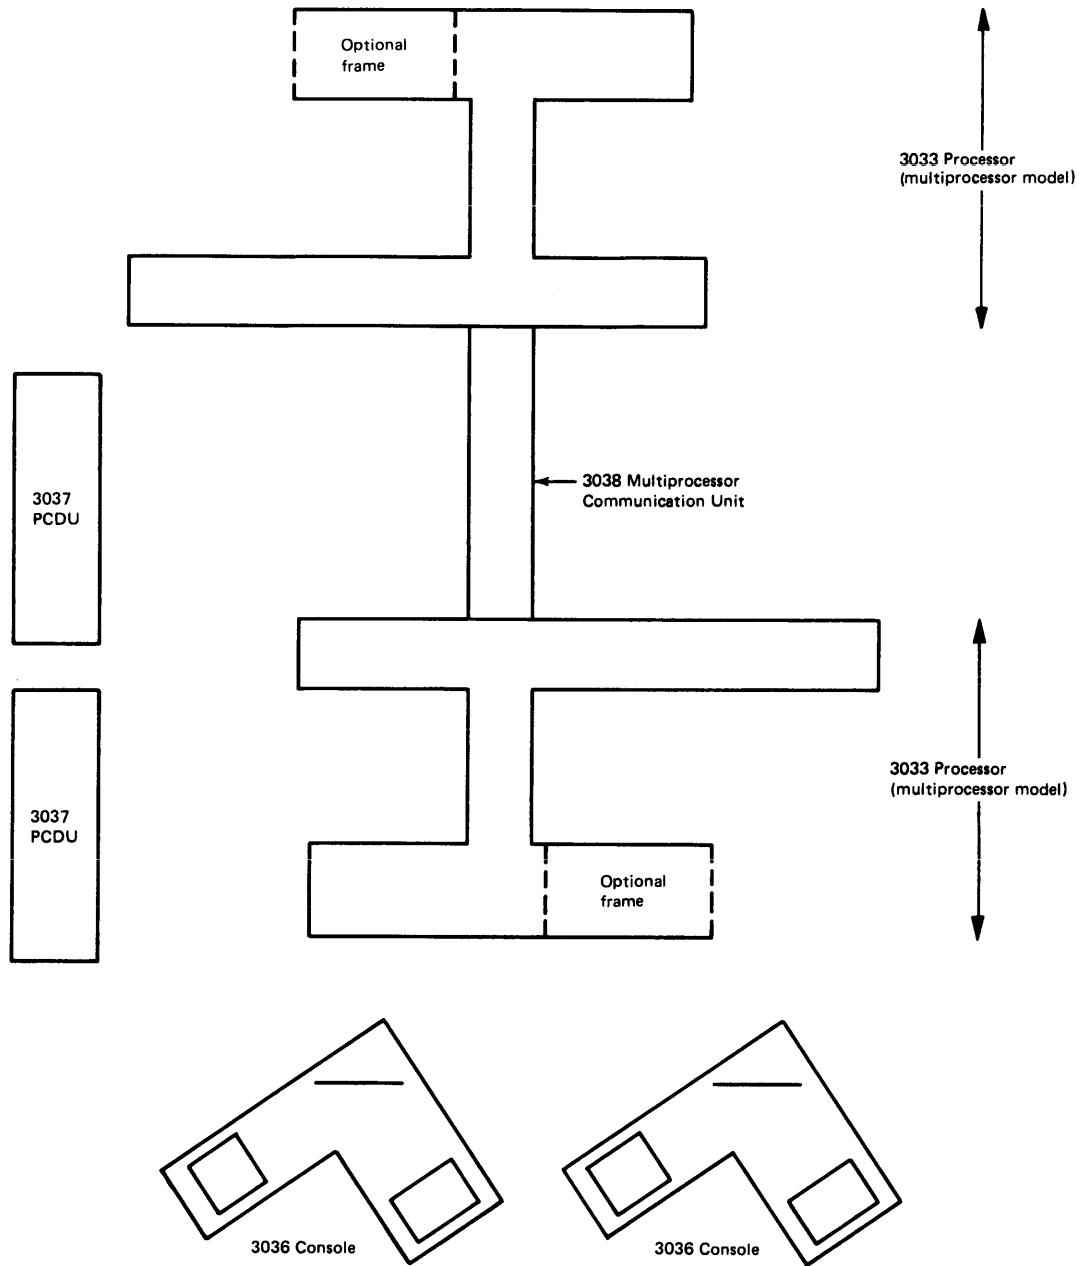 Optional
frame
3033 Processor
(multiprocessor model)
3037
PCDU
3038 Multiprocessor
Communication Unit
3033 Processor
(multiprocessor model)
3037
PCDU
Optional
frame
3036 Console
3036 Console